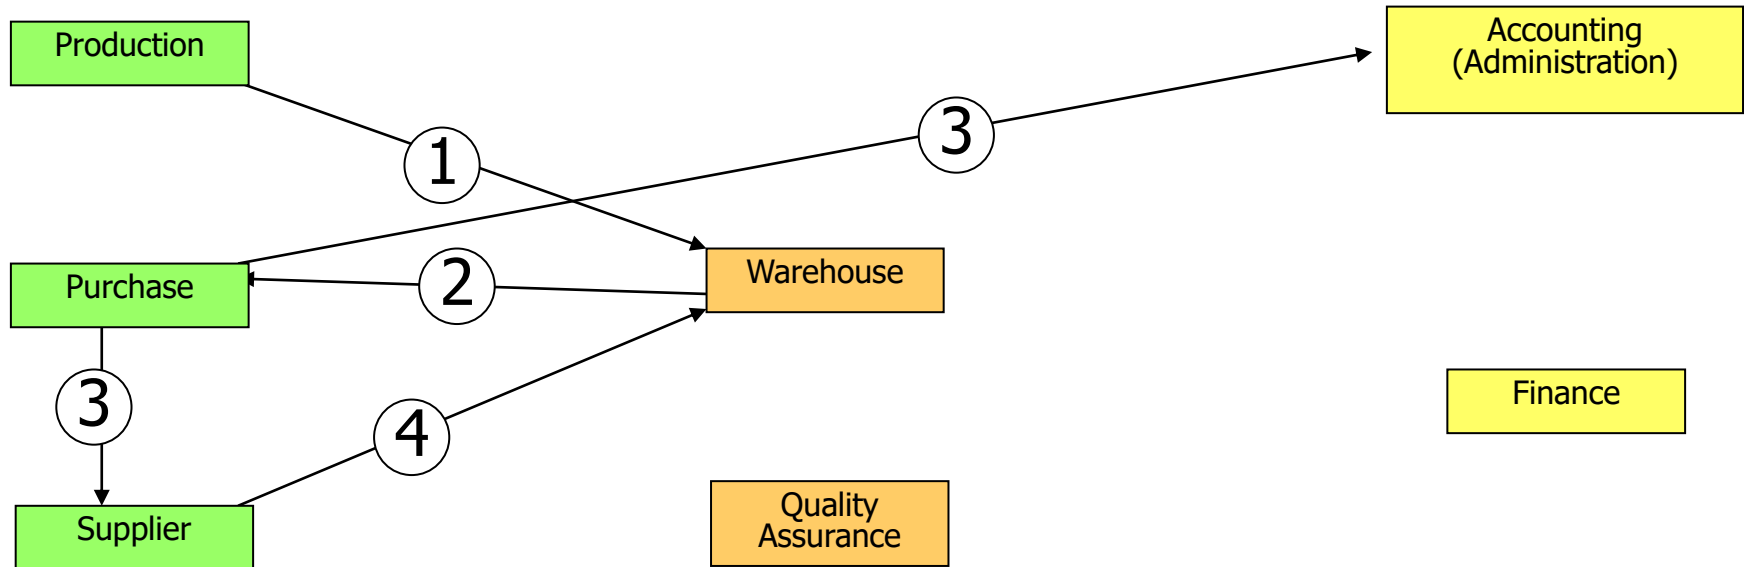 Production
Accounting
(Administration)
3
1
Purchase
2
Warehouse
3
4
Finance
Supplier
Quality
Assurance